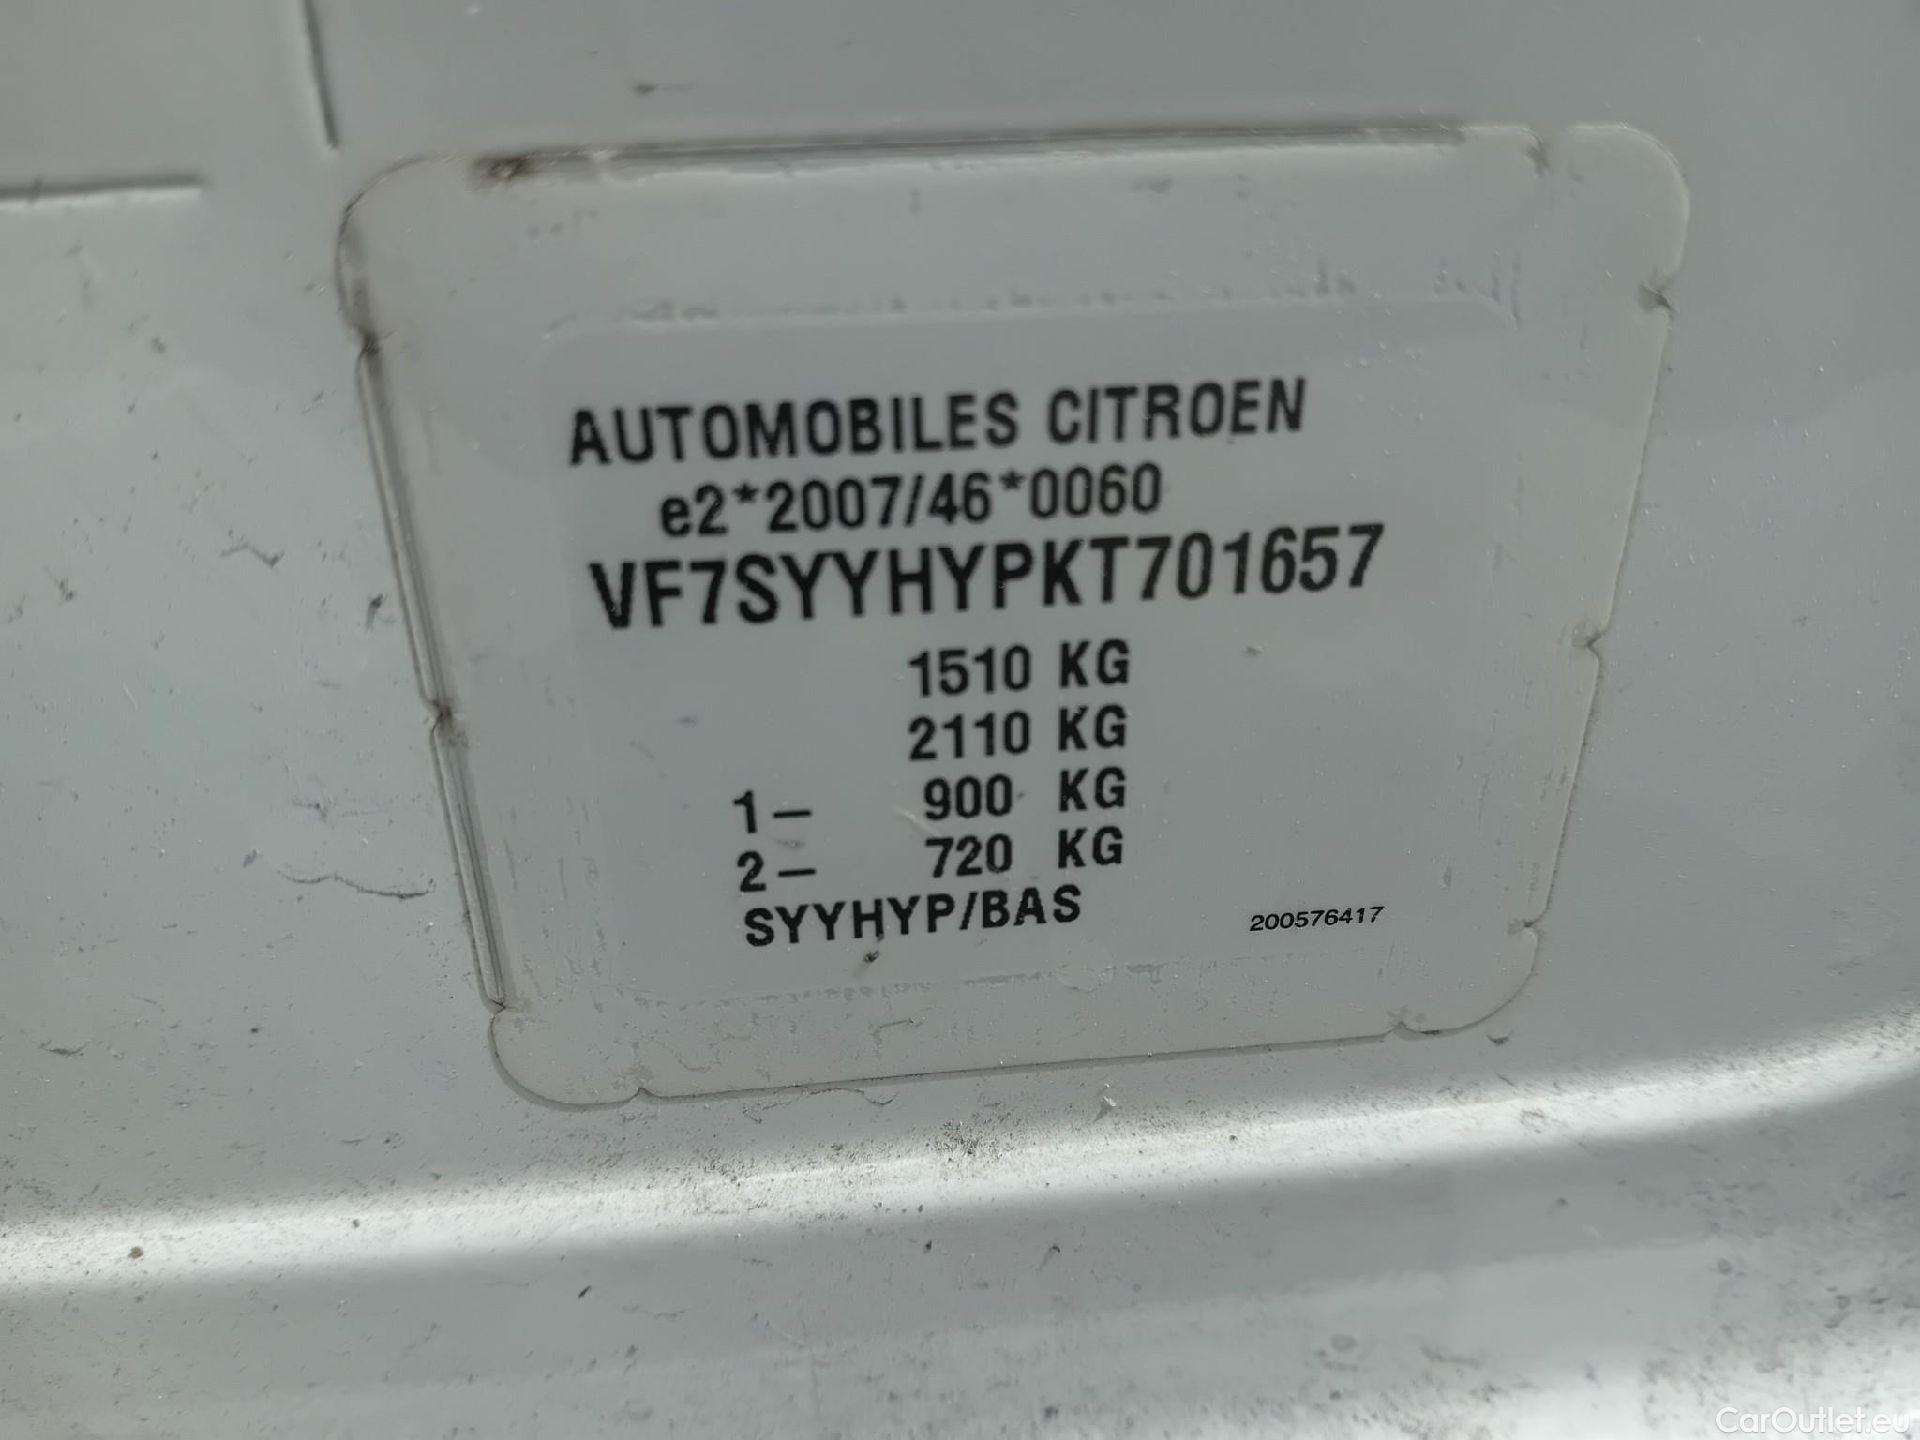 AUTOMOBILES CITROEN
e2*2007/46*0060
VF7SYYHYPKT701657
1510 KG
2110 KG
1– 900 KG
2– 720 KG
SYYHYP/BAS
200576417
CarOutlet.eu